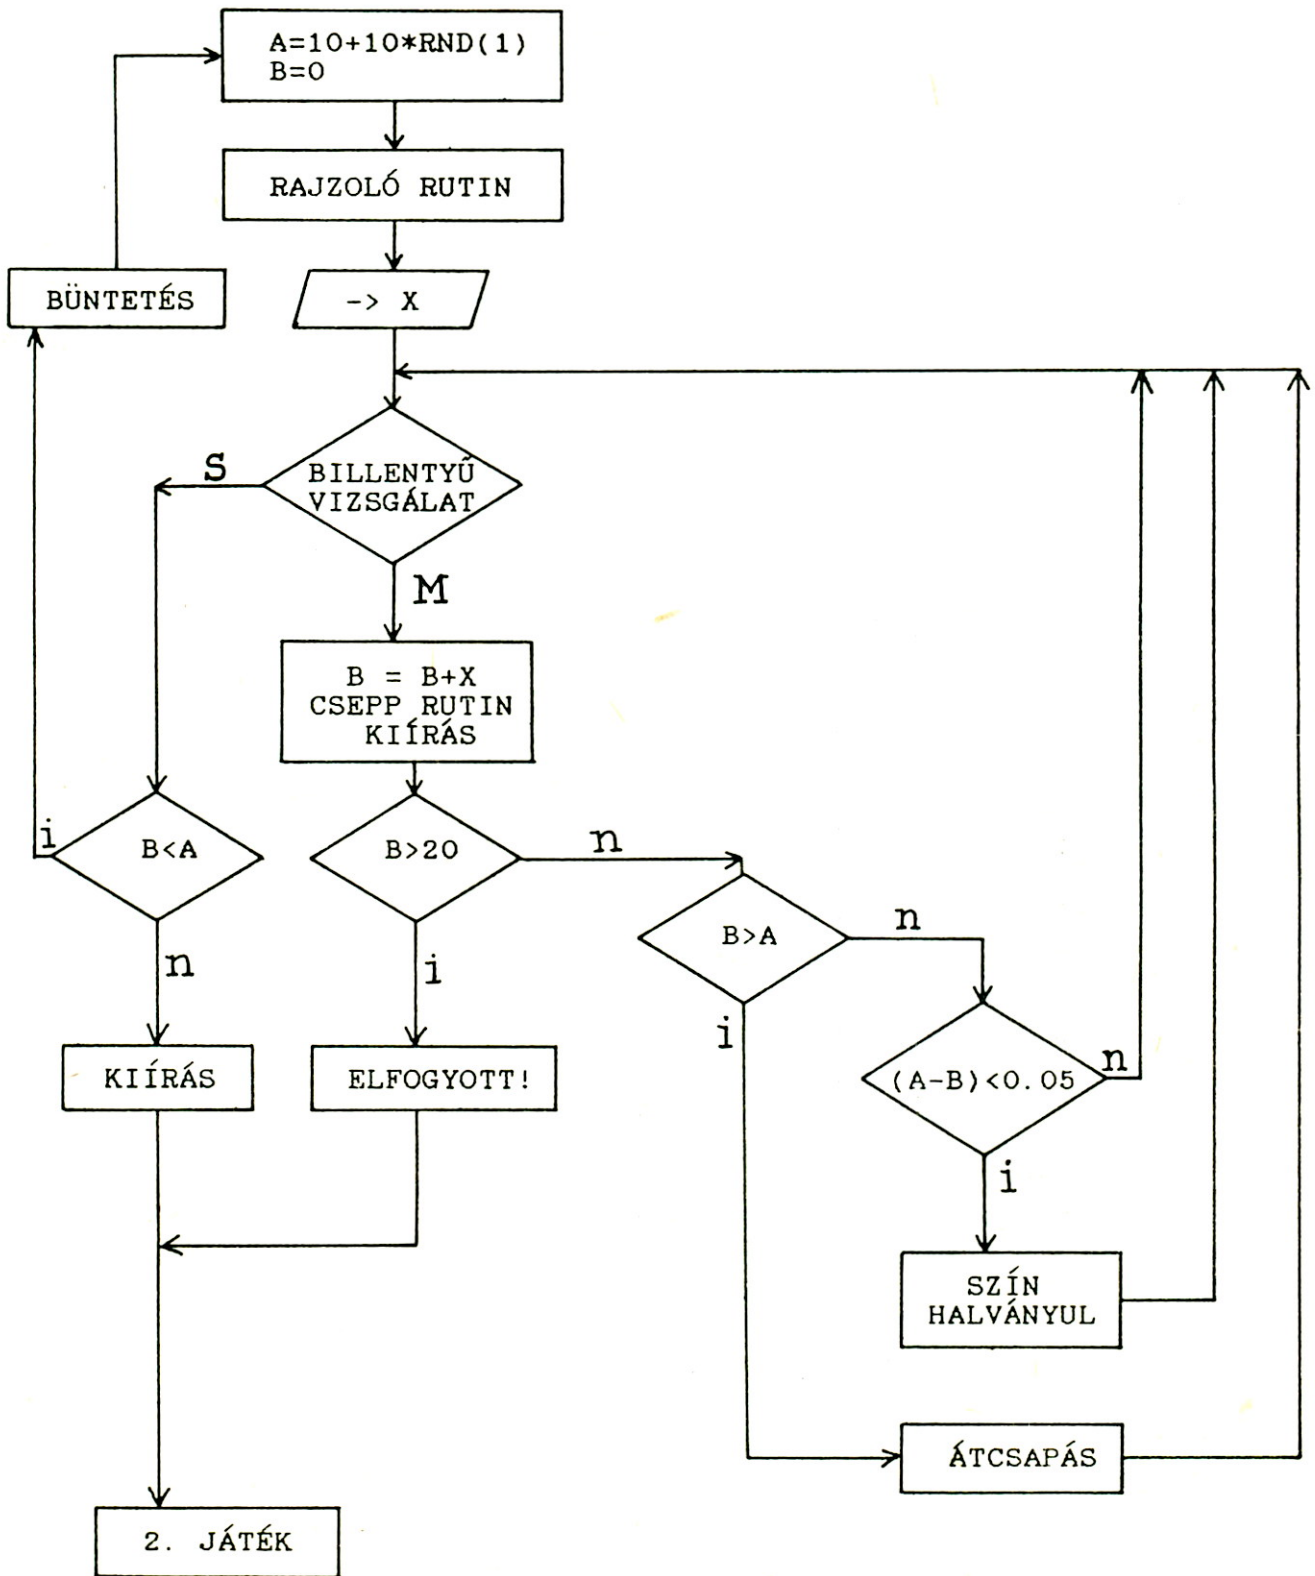 A=10+10*RND(1)
B=0
RAJZOLÓ RUTIN
BÜNTETÉS
-> X
S
BILLENTYŰ
VIZSGÁLAT
M
B = B+X
CSEPP RUTIN
KIÍRÁS
i
B<A
B>20
n
B>A
n
n
i
i
KIÍRÁS
ELFOGYOTT!
(A-B)<0.05
n
i
SZÍN
HALVÁNYUL
ÁTCSAPÁS
2. JÁTÉK